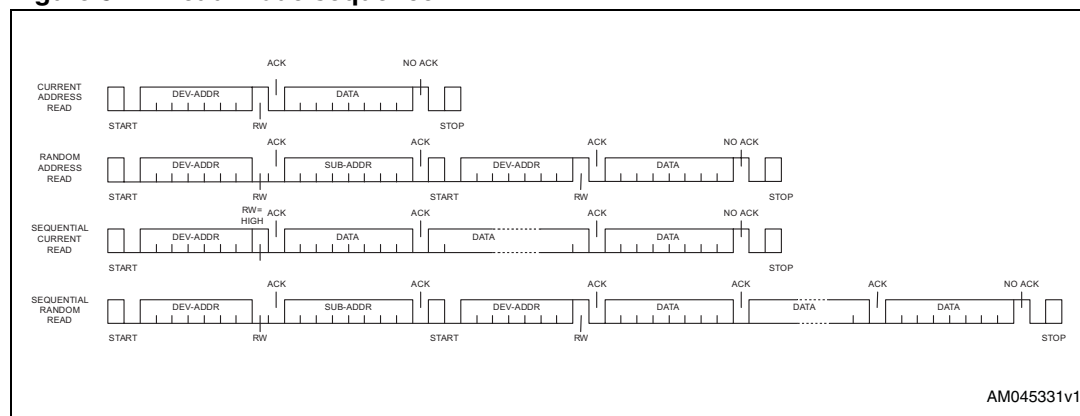 ACK NO ACK
CURRENT
ADDRESS
READ
DEV-ADDR DATA
START RW STOP
ACK ACK ACK NO ACK
RANDOM
ADDRESS
READ
DEV-ADDR SUB-ADDR DEV-ADDR DATA
START RW START RW STOP
RW=
HIGH
ACK ACK ACK NO ACK
SEQUENTIAL
CURRENT
READ
DEV-ADDR DATA DATA
START STOP
ACK ACK ACK ACK ACK NO ACK
SEQUENTIAL
RANDOM
READ
DEV-ADDR SUB-ADDR DEV-ADDR DATA DATA DATA
START RW START RW STOP
AM045331v1